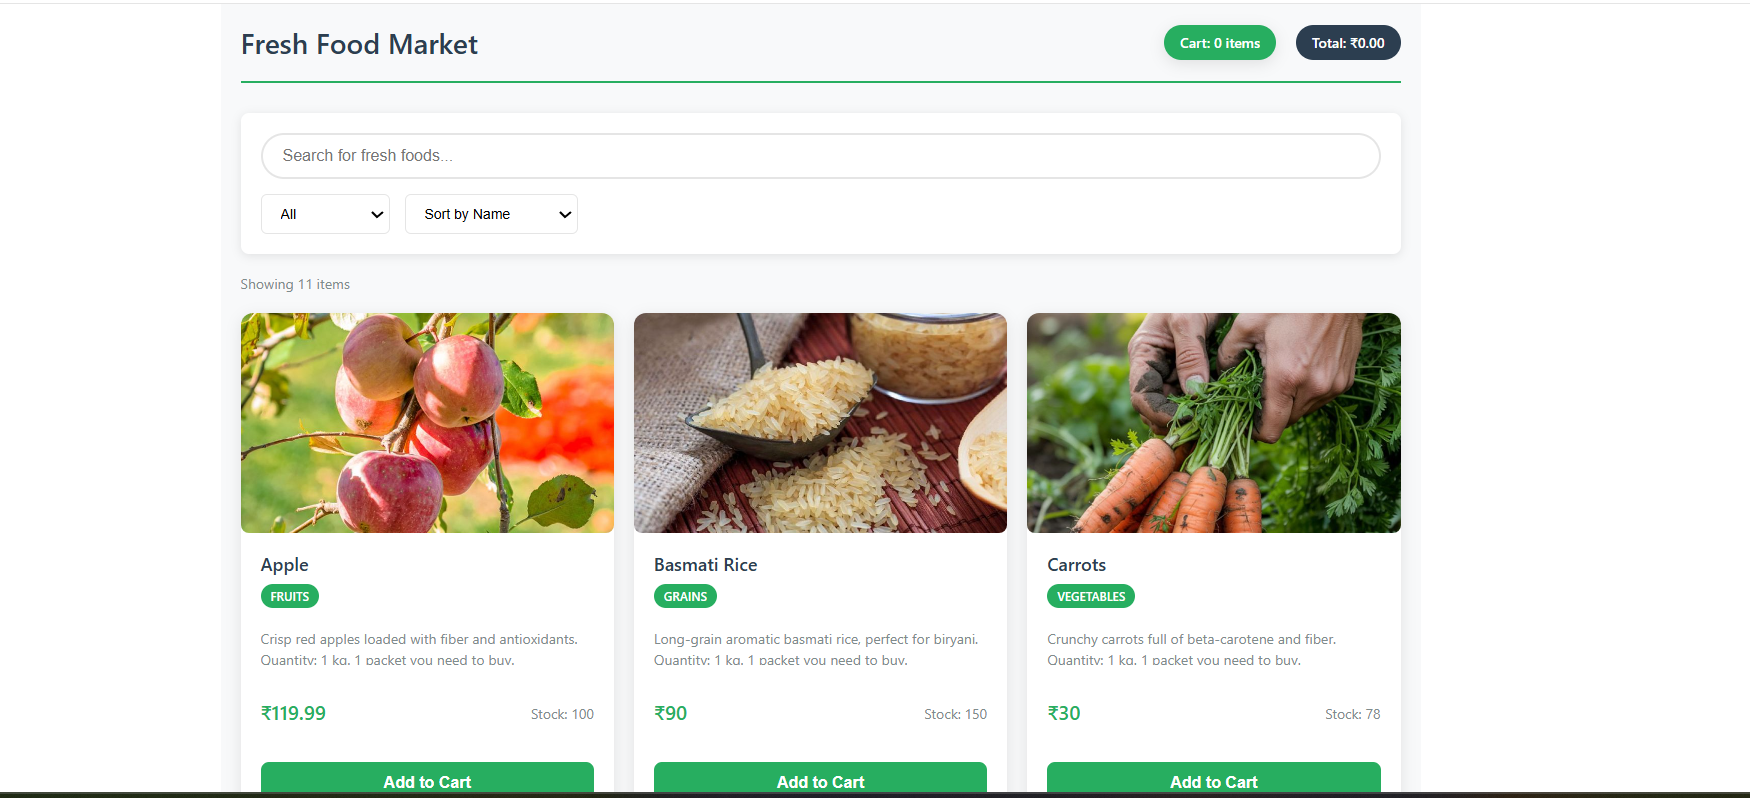 Fresh Food Market
Cart: 0 items
Total: ₹0.00
Search for fresh foods...
All
Sort by Name
Showing 11 items
Apple
FRUITS
Crisp red apples loaded with fiber and antioxidants.
Quantity: 1 kg. 1 packet you need to buy.
₹119.99
Stock: 100
Add to Cart
Basmati Rice
GRAINS
Long-grain aromatic basmati rice, perfect for biryani.
Quantity: 1 kg. 1 packet you need to buy.
₹90
Stock: 150
Add to Cart
Carrots
VEGETABLES
Crunchy carrots full of beta-carotene and fiber.
Quantity: 1 kg. 1 packet you need to buy.
₹30
Stock: 78
Add to Cart